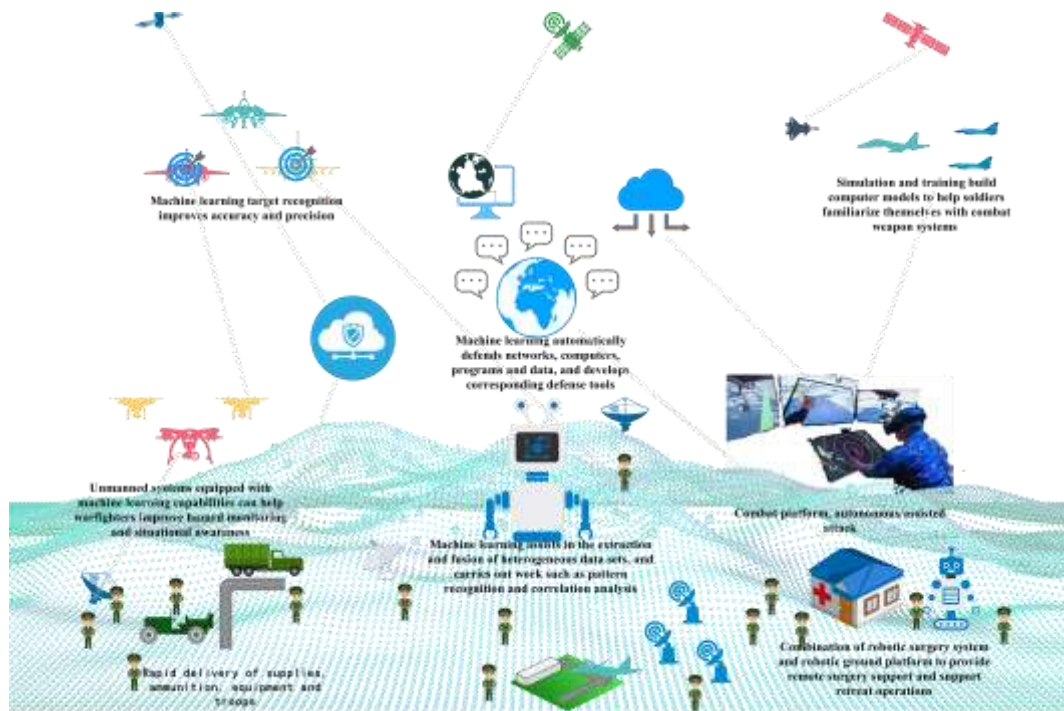 Machine learning target recognition
improves accuracy and precision
Simulation and training build
computer models to help soldiers
familiarize themselves with combat
weapon systems
Machine learning automatically
defends networks, computers,
programs and data, and develops
corresponding defense tools
Unmanned systems equipped with
machine learning capabilities can help
warfighters improve hazard monitoring
and situational awareness
Combat platform, autonomous assisted
attack
Machine learning assists in the extraction
and fusion of heterogeneous data sets, and
carries out work such as pattern
recognition and correlation analysis
Rapid delivery of supplies,
ammunition, equipment and
troops
Combination of robotic surgery system
and robotic ground platform to provide
remote surgery support and support
retreat operations